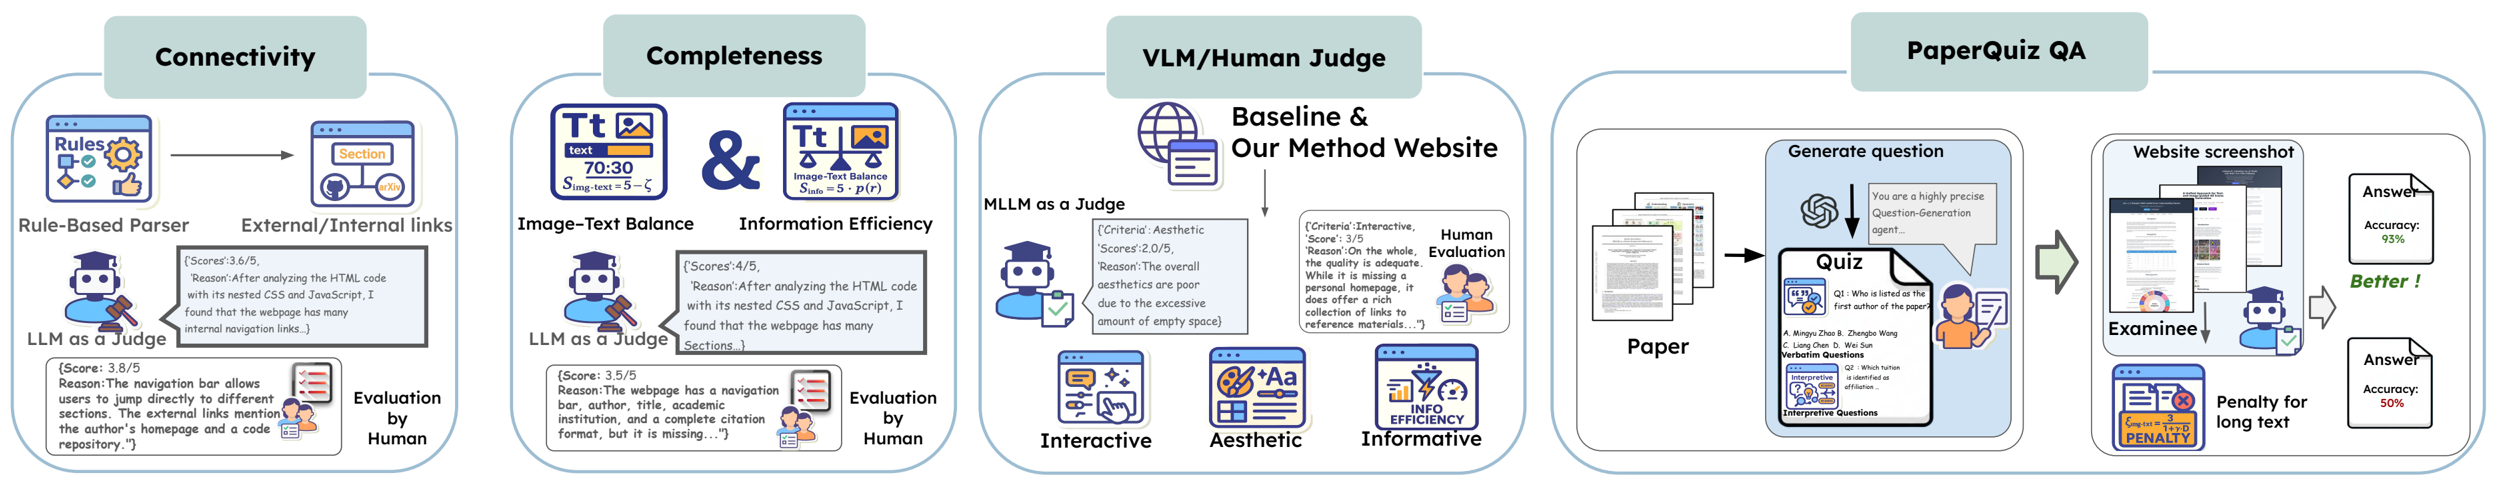 Connectivity
Rules
Section
arXiv
Rule-Based Parser
External/Internal links
{'Scores':3.6/5,
'Reason':After analyzing the HTML code
with its nested CSS and JavaScript, I
found that the webpage has many
internal navigation links...}
LLM as a Judge
{Score: 3.8/5
Reason:The navigation bar allows
users to jump directly to different
sections. The external links mention
the author's homepage and a code
repository."}
Evaluation
by
Human
Completeness
Tt
text
70:30
S img-text = 5 − ζ
&
Tt
Image-Text Balance
S info = 5 · p(r)
Image-Text Balance
Information Efficiency
{'Scores':4/5,
'Reason':After analyzing the HTML code
with its nested CSS and JavaScript, I
found that the webpage has many
Sections...}
LLM as a Judge
{Score: 3.5/5
Reason:The webpage has a navigation
bar, author, title, academic
institution, and a complete citation
format, but it is missing..."}
Evaluation
by
Human
VLM/Human Judge
Baseline &
Our Method Website
MLLM as a Judge
{'Criteria': Aesthetic
'Scores':2.0/5,
'Reason':The overall
aesthetics are poor
due to the excessive
amount of empty space}
{'Criteria':Interactive,
'Score': 3/5
'Reason':On the whole,
the quality is adequate.
While it is missing a
personal homepage, it
does offer a rich
collection of links to
reference materials..."}
Human
Evaluation
Aa
INFO
EFFICIENCY
Interactive
Aesthetic
Informative
PaperQuiz QA
Paper
Generate question
You are a highly precise
Question-Generation
agent...
Quiz
Q1 : Who is listed as the
first author of the paper?
A. Mingyu Zhao B. Zhengbo Wang
C. Liang Chen D. Wei Sun
Verbatim Questions
Interpretive
Q2 : Which tuition
is identified as
affiliation ..
Interpretive Questions
Website screenshot
Examinee
ξ img-txt = 3 / 1+γ·D
PENALTY
Penalty for
long text
Answer
Accuracy:
93%
Better !
Answer
Accuracy:
50%